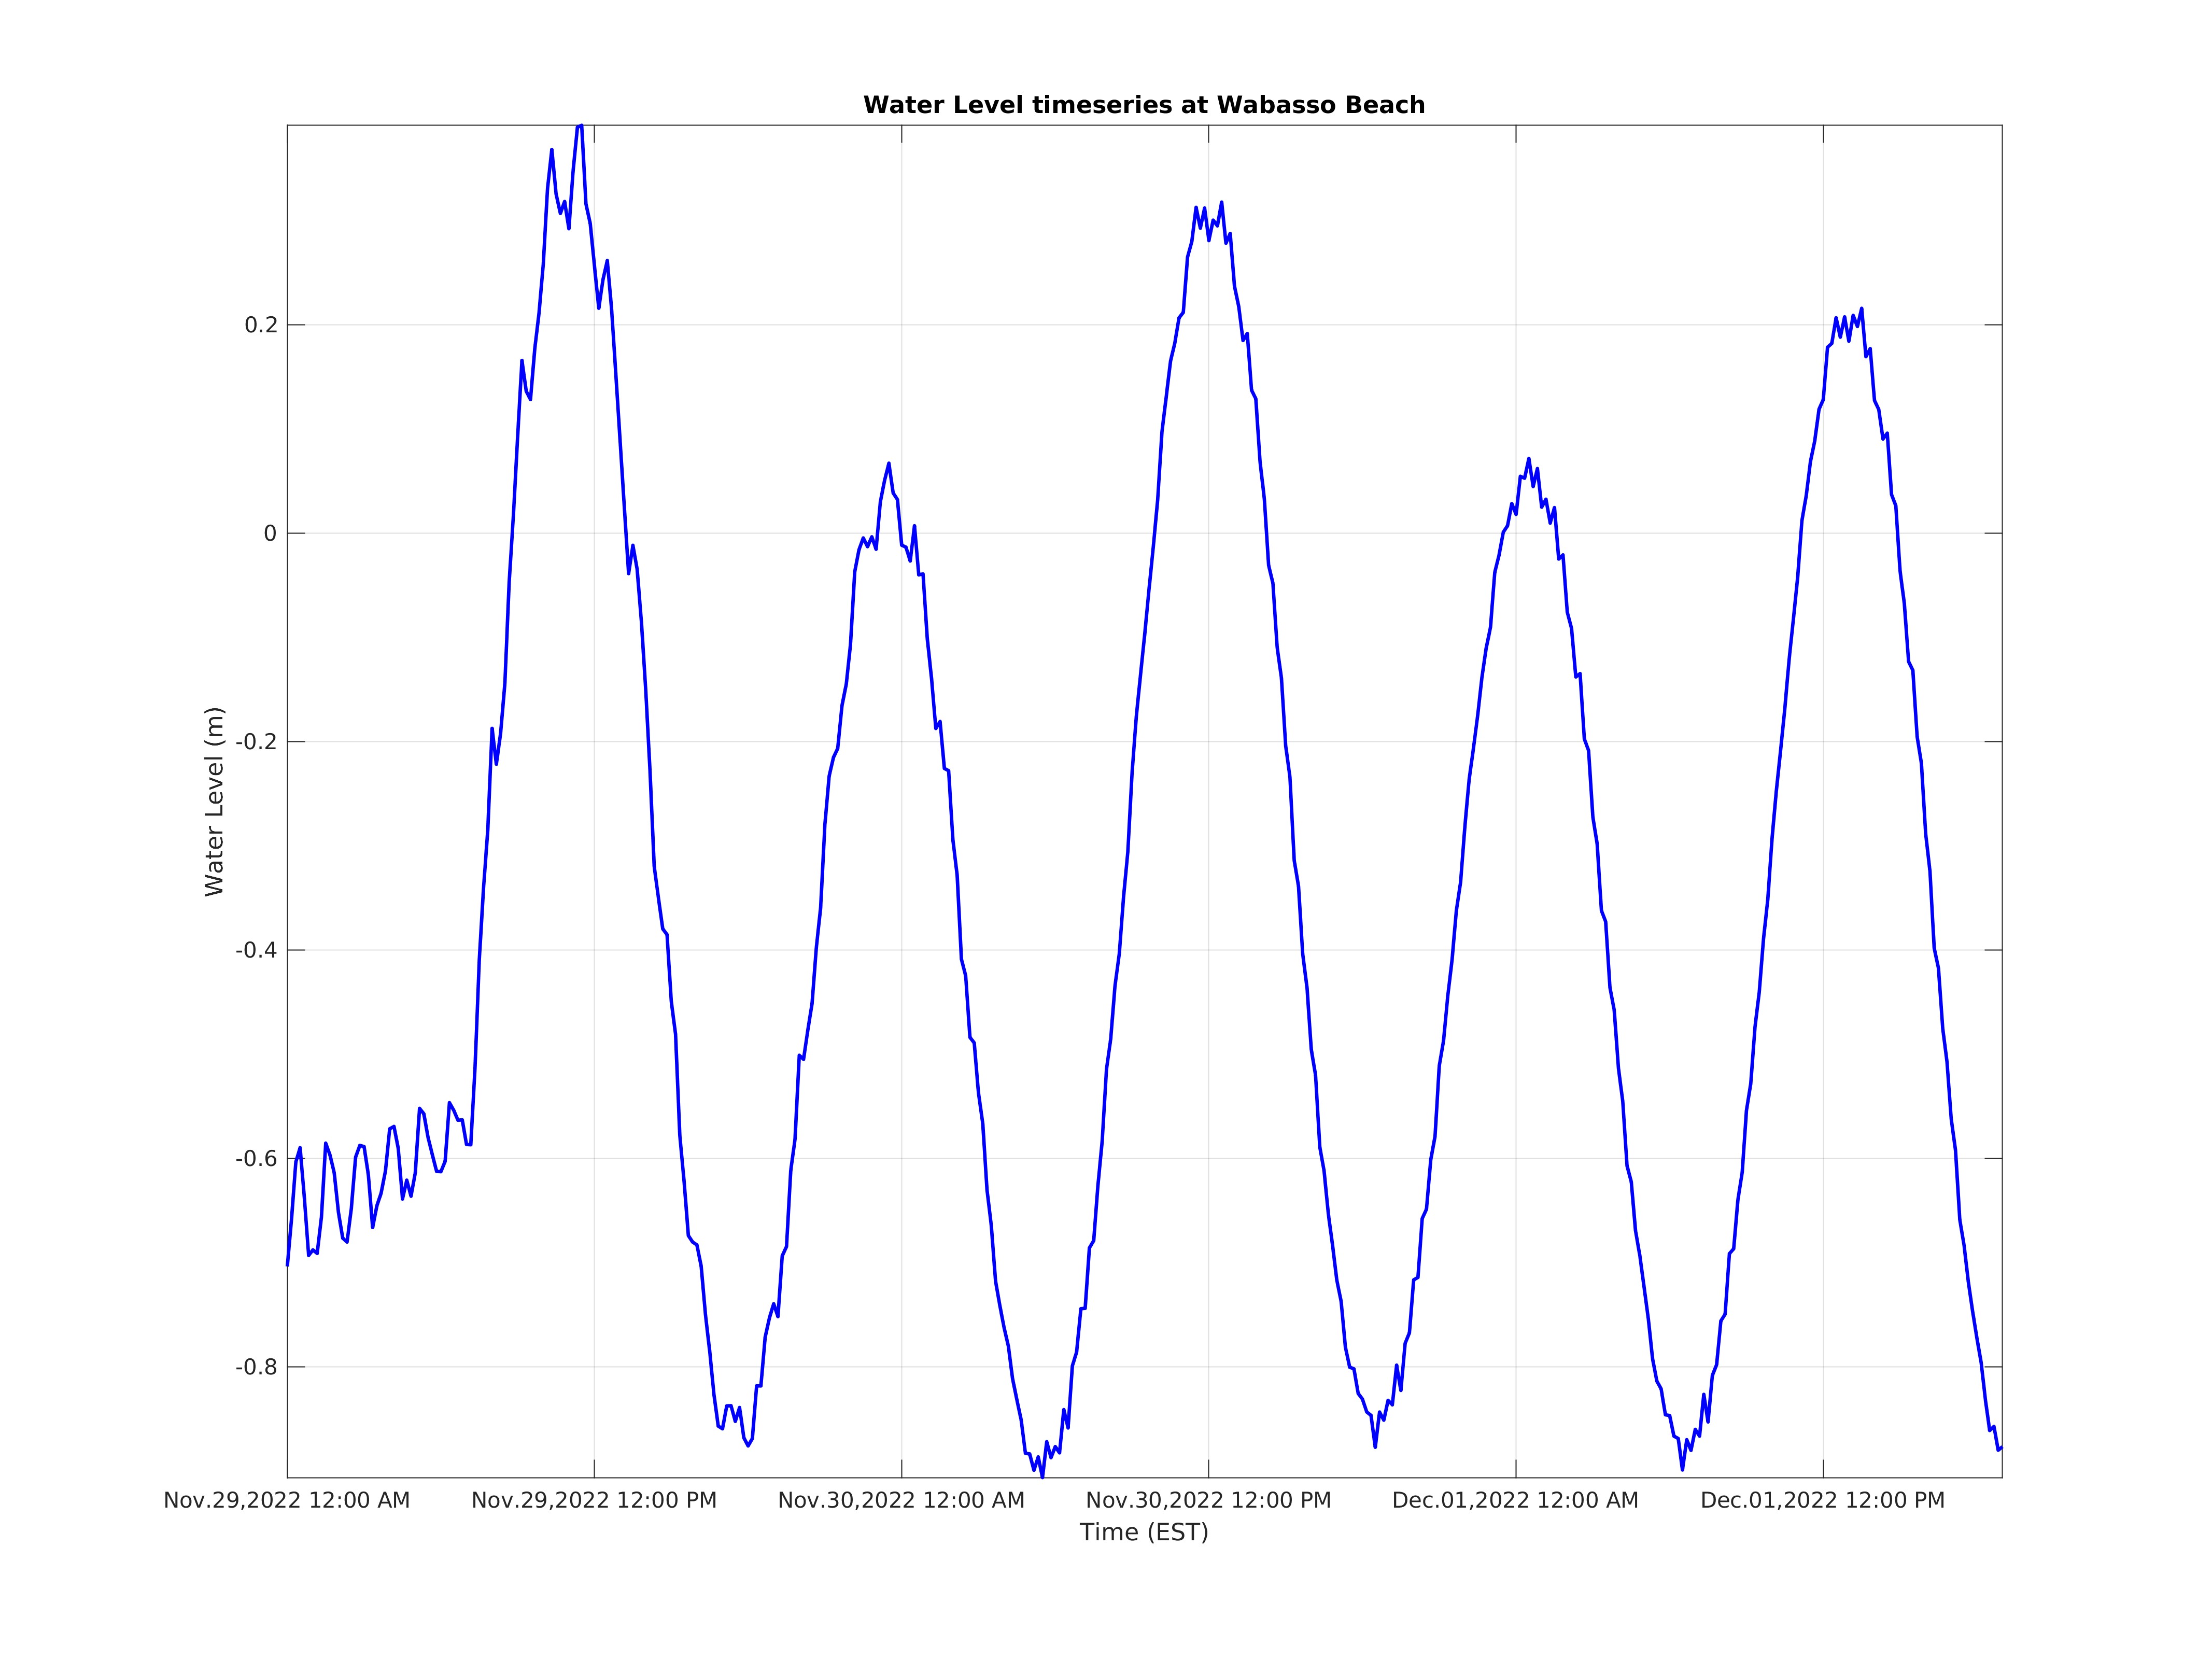 Water Level timeseries at Wabasso Beach
0.2
0
-0.2
-0.4
-0.6
-0.8
Water Level (m)
Nov.29,2022 12:00 AM
Nov.29,2022 12:00 PM
Nov.30,2022 12:00 AM
Nov.30,2022 12:00 PM
Dec.01,2022 12:00 AM
Dec.01,2022 12:00 PM
Time (EST)